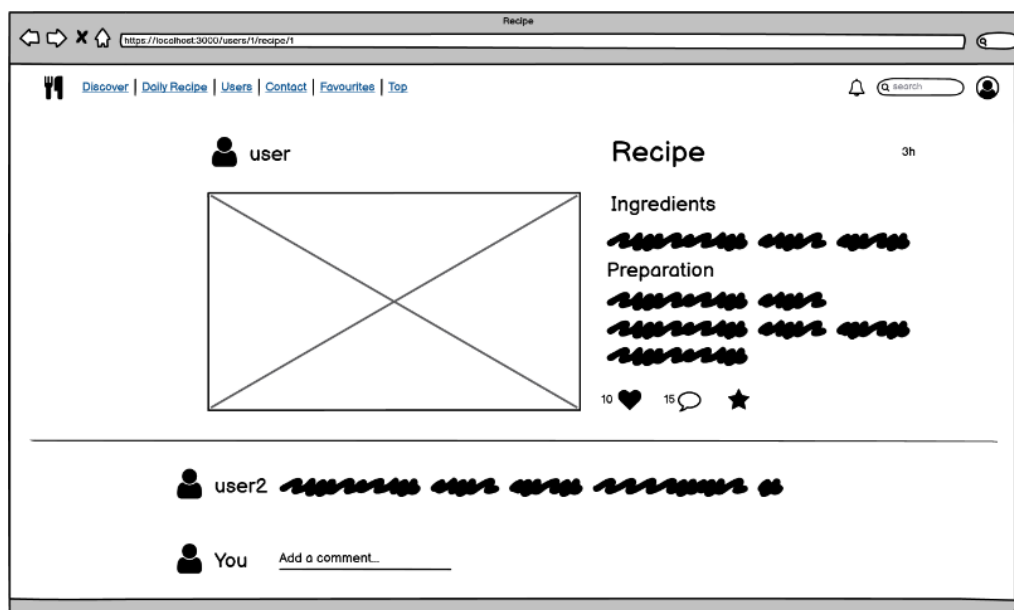 Recipe
https://localhost:3000/users/1/recipe/1
Discover | Daily Recipe | Users | Contact | Favourites | Top
search
user
Recipe
3h
Ingredients
Preparation
10
15
user2
You
Add a comment...